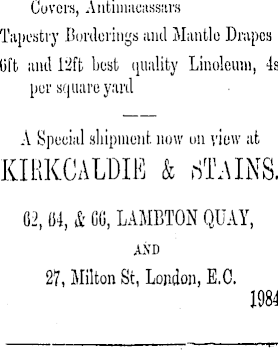 Covers, Antimacassars
Tapestry Borderings and Mantle Drapes
6ft and 12ft best quality Linoleum, 4s
per square yard
A Special shipment now on view at
KIRKCALDIE & STAINS.
62, 64, & 66, LAMBTON QUAY,
AND
27, Milton St, London, E.C.
1984